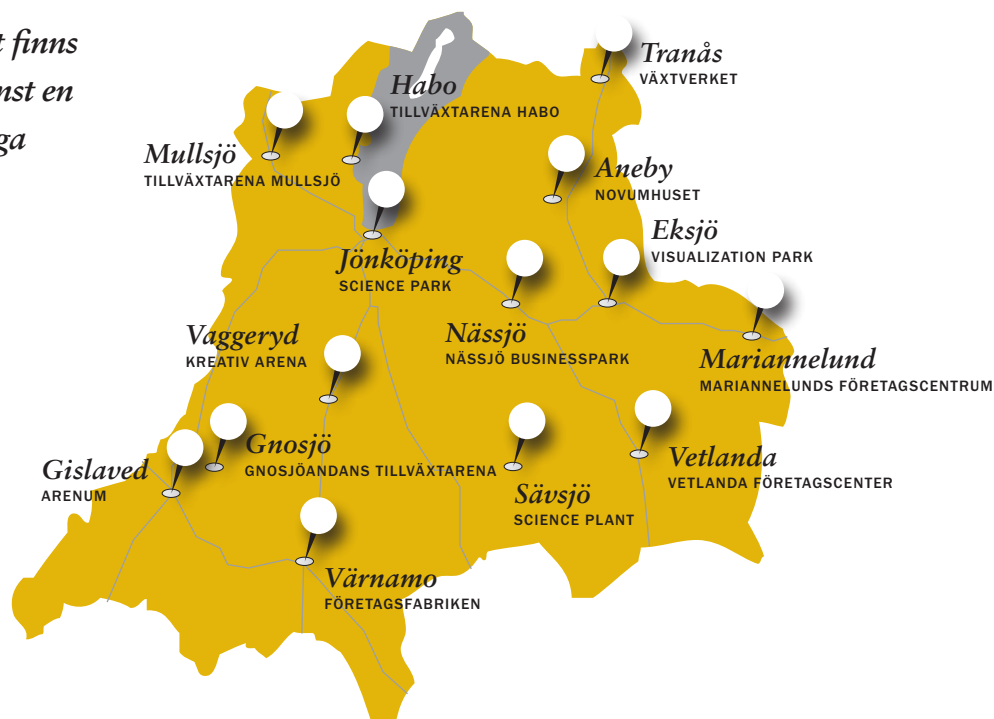 finns
en
Tranås
VÄXTVERKET
Habo
TILLVÄXTARENA HABO
Mullsjö
TILLVÄXTARENA MULLSJÖ
Aneby
NOVUMHUSET
Eksjö
VISUALIZATION PARK
Jönköping
SCIENCE PARK
Vaggeryd
KREATIV ARENA
Nässjö
NÄSSJÖ BUSINESSPARK
Mariannelund
MARIANNELUNDS FÖRETAGSCENTRUM
Gnosjö
GNOSJÖANDANS TILLVÄXTARENA
Gislaved
ARENUM
Vetlanda
VETLANDA FÖRETAGSCENTER
Sävsjö
SCIENCE PLANT
Värnamo
FÖRETAGSFABRIKEN